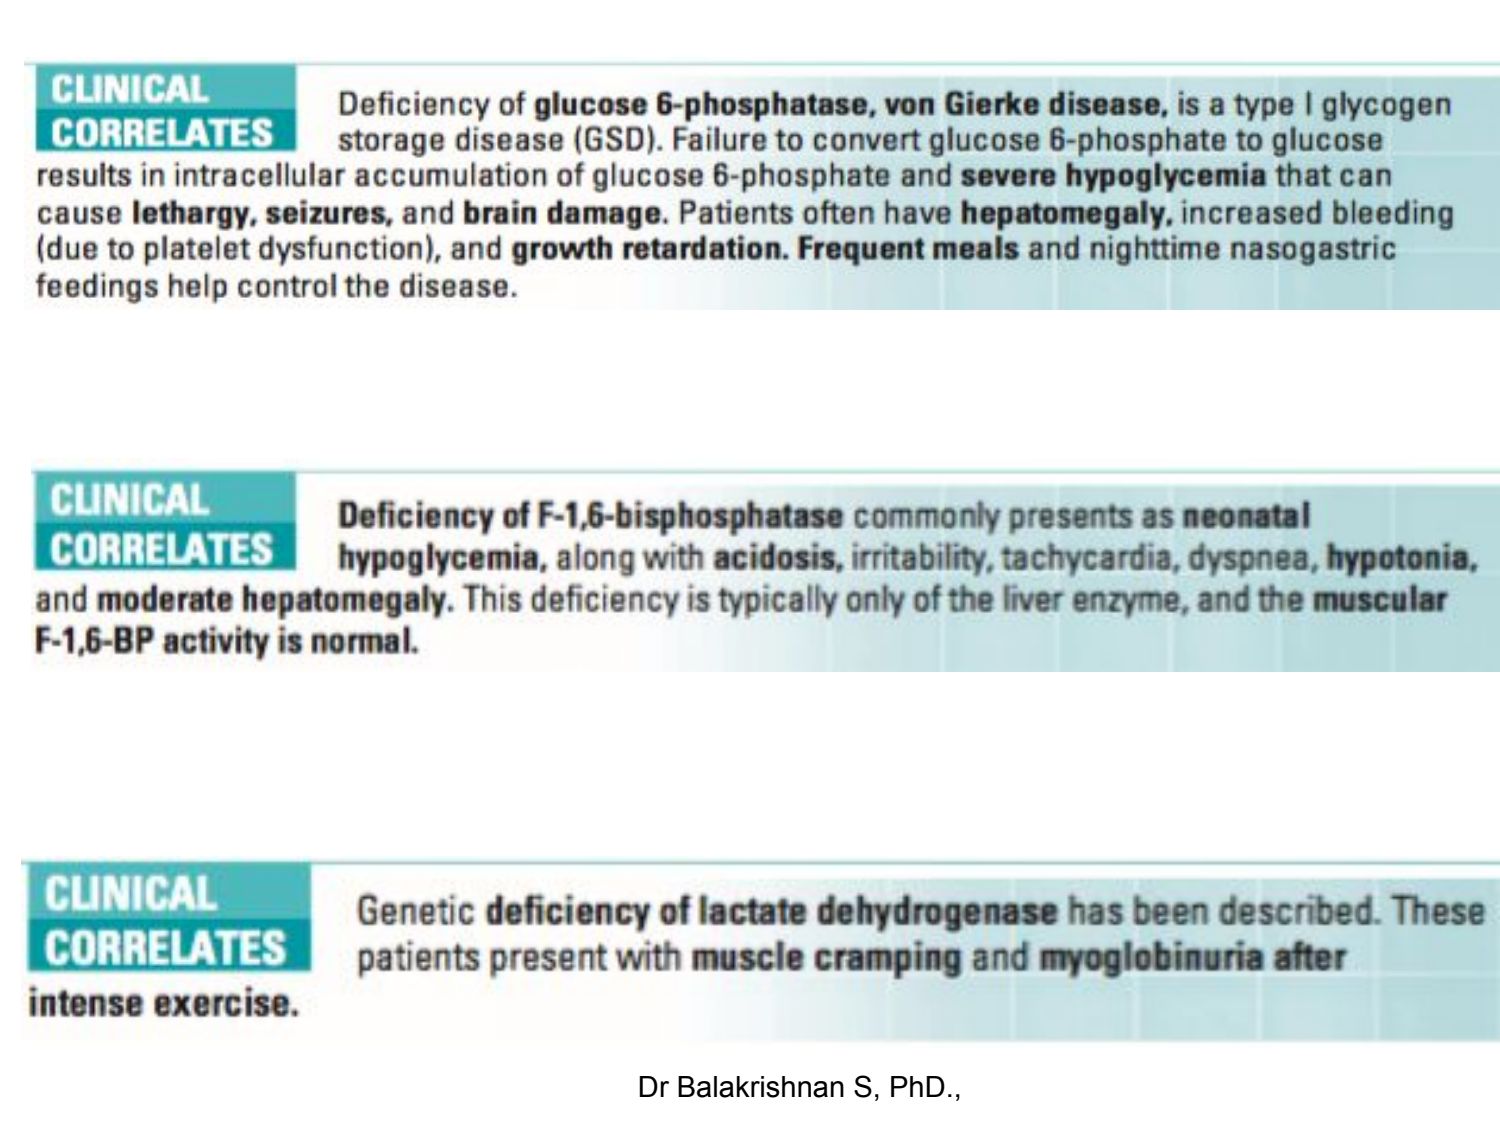 CLINICAL
CORRELATES
Deficiency of glucose 6-phosphatase, von Gierke disease, is a type I glycogen
storage disease (GSD). Failure to convert glucose 6-phosphate to glucose
results in intracellular accumulation of glucose 6-phosphate and severe hypoglycemia that can
cause lethargy, seizures, and brain damage. Patients often have hepatomegaly, increased bleeding
(due to platelet dysfunction), and growth retardation. Frequent meals and nighttime nasogastric
feedings help control the disease.
CLINICAL
CORRELATES
Deficiency of F-1,6-bisphosphatase commonly presents as neonatal
hypoglycemia, along with acidosis, irritability, tachycardia, dyspnea, hypotonia,
and moderate hepatomegaly. This deficiency is typically only of the liver enzyme, and the muscular
F-1,6-BP activity is normal.
CLINICAL
CORRELATES
Genetic deficiency of lactate dehydrogenase has been described. These
patients present with muscle cramping and myoglobinuria after
intense exercise.
Dr Balakrishnan S, PhD.,